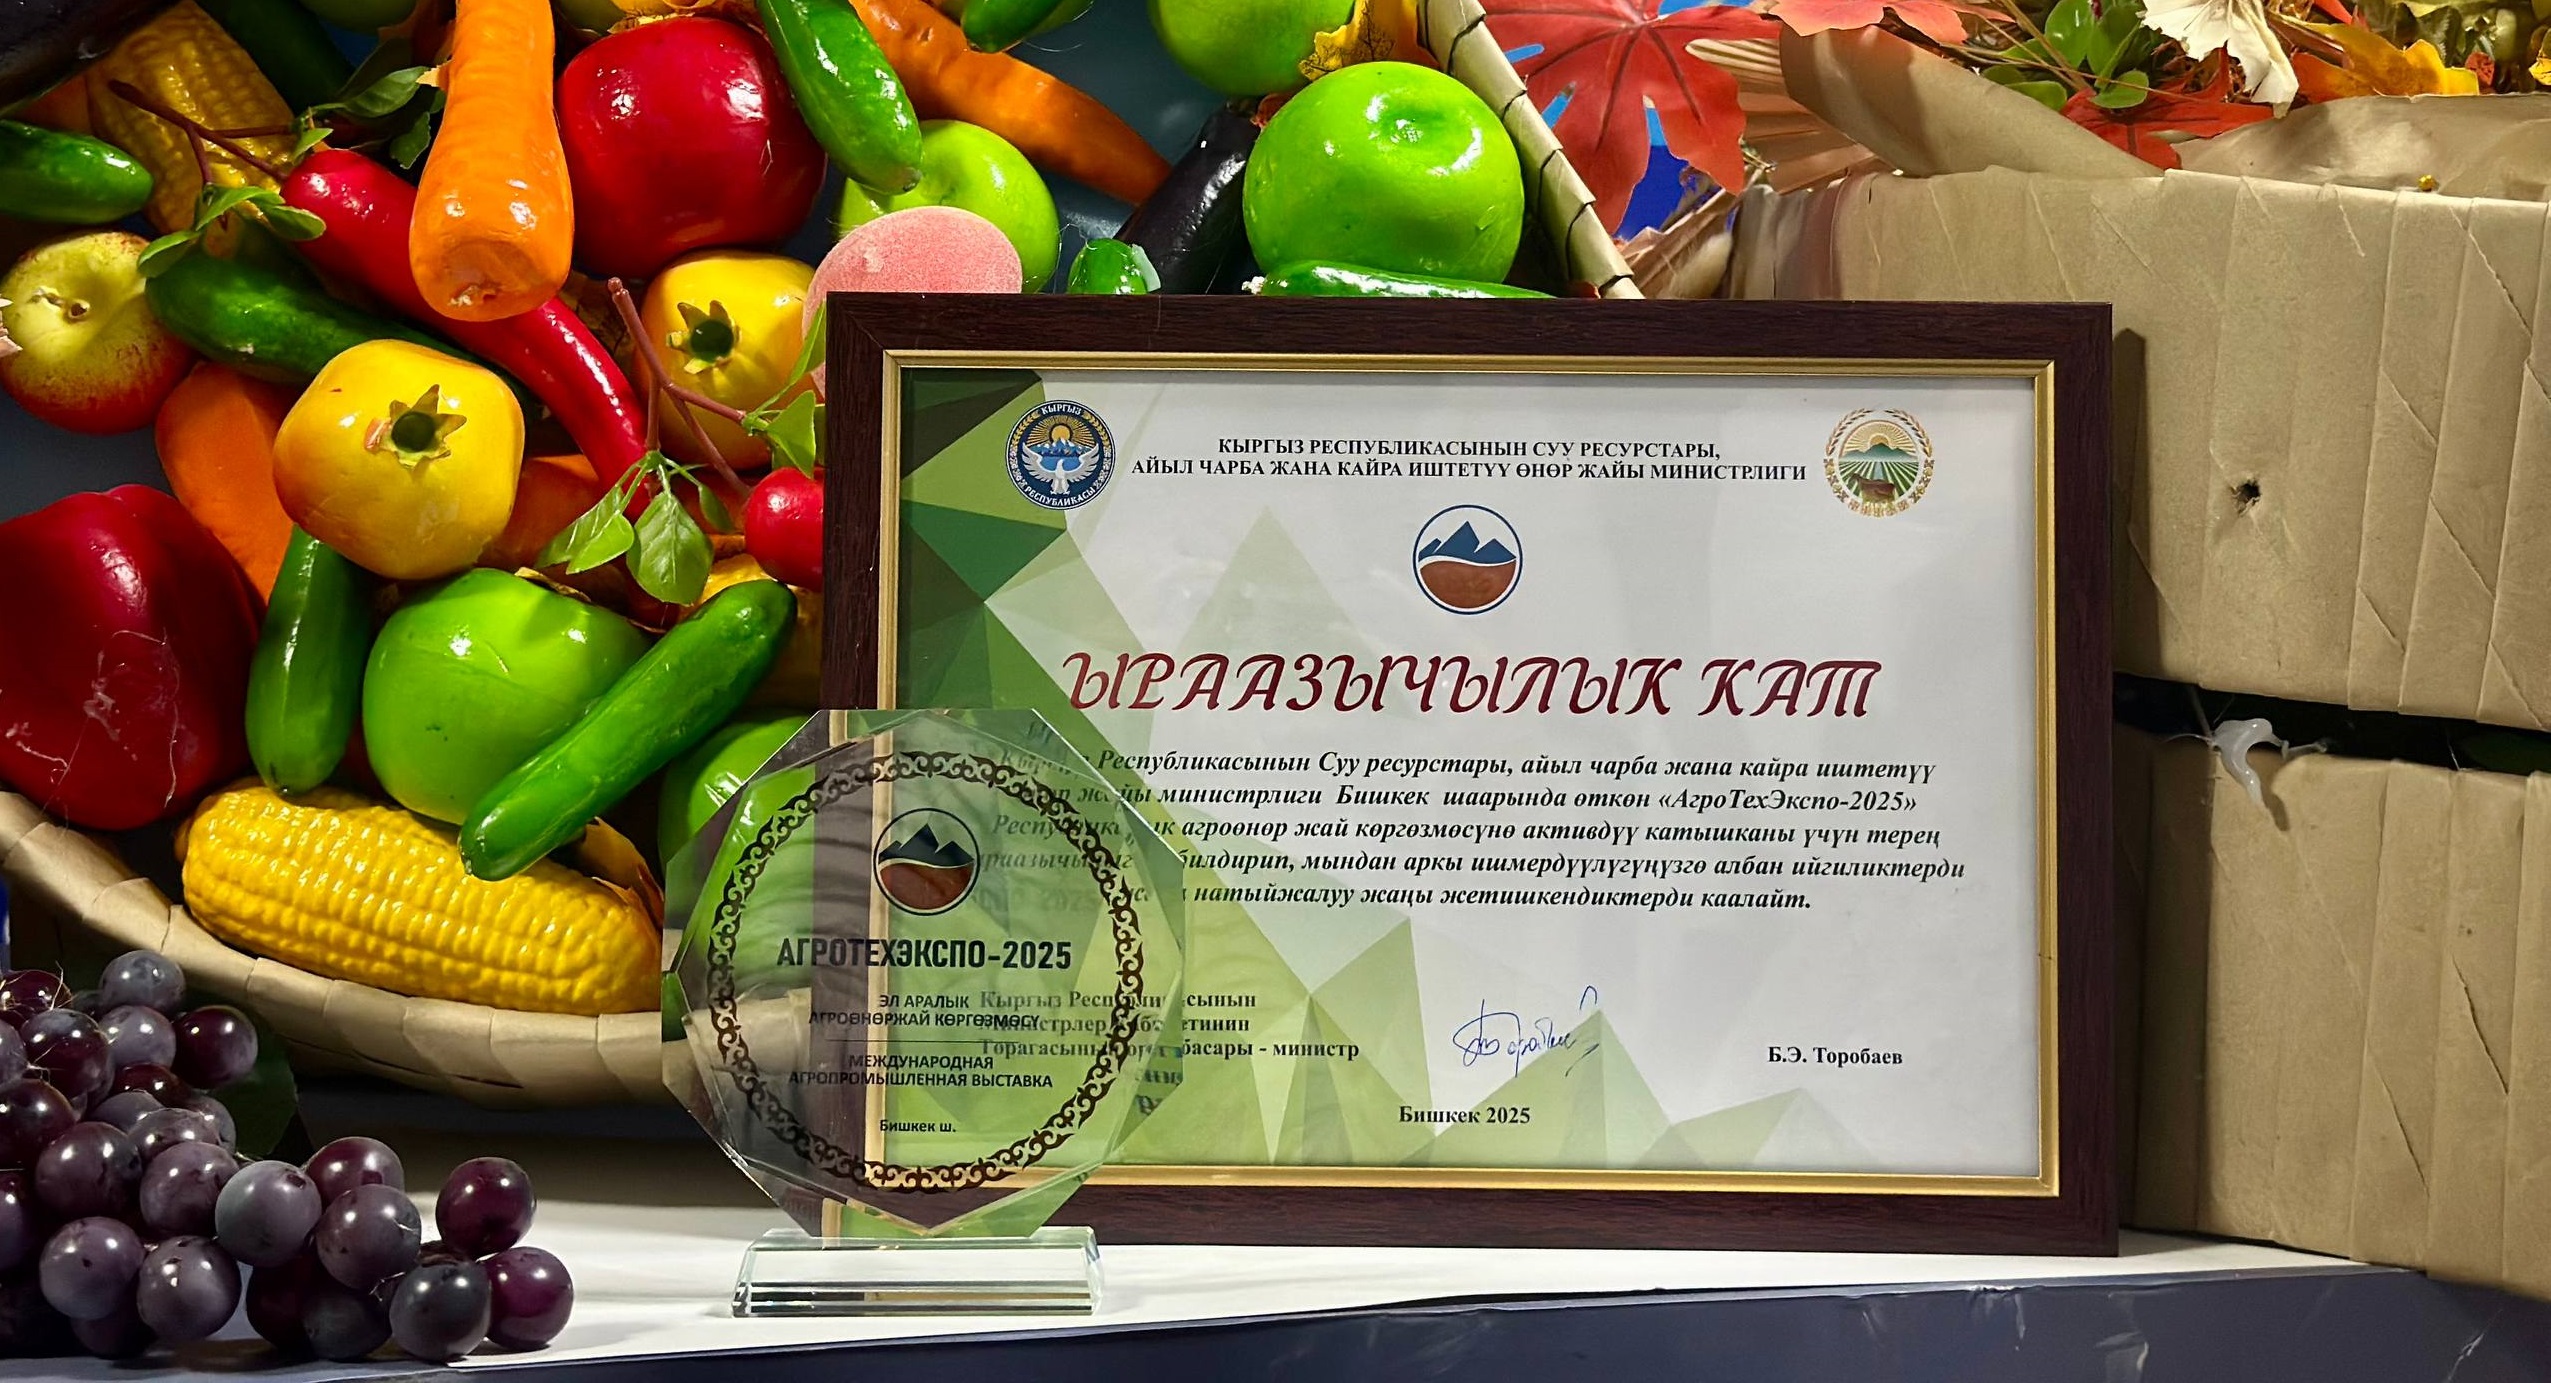 КЫРГЫЗ
РЕСПУБЛИКАСЫ
КЫРГЫЗ РЕСПУБЛИКАСЫНЫН СУУ РЕСУРСТАРЫ,
АЙЫЛ ЧАРБА ЖАНА КАЙРА ИШТЕТҮҮ ӨНӨР ЖАЙЫ МИНИСТРЛИГИ
ЫРААЗЫЧЫЛЫК КАТ
Республикасынын Суу ресурстары, айыл чарба жана кайра иштетүү
министрлиги Бишкек шаарында өткөн «АгроТехЭкспо-2025»
агроөнөр жай көргөзмөсүнө активдүү катышканы үчүн терең
билдирип, мындан аркы ишмердүүлүгүңүзгө албан ийгиликтерди
натыйжалуу жаңы жетишкендиктерди каалайт.
Кыргыз Республикасынын
Министрлер
Торагасынын орун басары - министр
Б.Э. Торобаев
Бишкек 2025
АГРОТЕХЭКСПО-2025
ЭЛ АРАЛЫК
АГРОӨНӨРЖАЙ КӨРГӨЗМӨСҮ
МЕЖДУНАРОДНАЯ
АГРОПРОМЫШЛЕННАЯ ВЫСТАВКА
Бишкек ш.